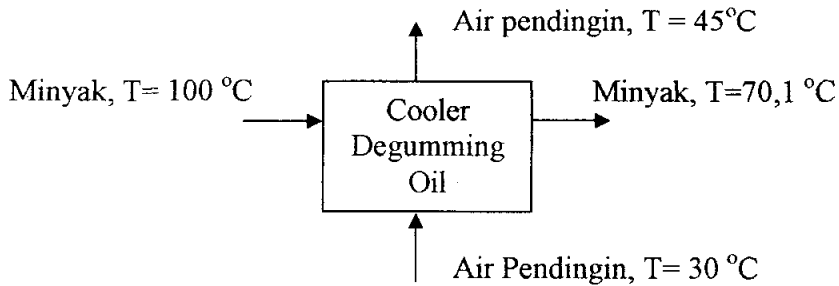 Air pendingin, T = 45°C
Minyak, T= 100 °C
Minyak, T=70,1 °C
Cooler
Degumming
Oil
Air Pendingin, T= 30 °C